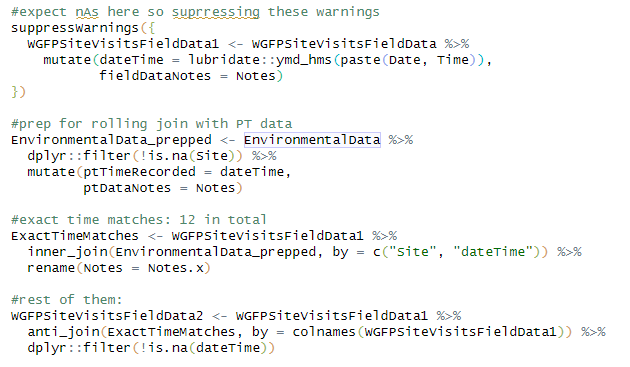 #expect nAs here so suprressing these warnings
suppressWarnings({
  WGFPSiteVisitsFieldData1 <- WGFPSiteVisitsFieldData %>%
    mutate(dateTime = lubridate::ymd_hms(paste(Date, Time)),
           fieldDataNotes = Notes)
})

#prep for rolling join with PT data
EnvironmentalData_prepped <- EnvironmentalData %>%
  dplyr::filter(!is.na(Site)) %>%
  mutate(ptTimeRecorded = dateTime,
         ptDataNotes = Notes)

#exact time matches: 12 in total
ExactTimeMatches <- WGFPSiteVisitsFieldData1 %>%
  inner_join(EnvironmentalData_prepped, by = c("Site", "dateTime")) %>%
  rename(Notes = Notes.x)

#rest of them:
WGFPSiteVisitsFieldData2 <- WGFPSiteVisitsFieldData1 %>%
  anti_join(ExactTimeMatches, by = colnames(WGFPSiteVisitsFieldData1)) %>%
  dplyr::filter(!is.na(dateTime))